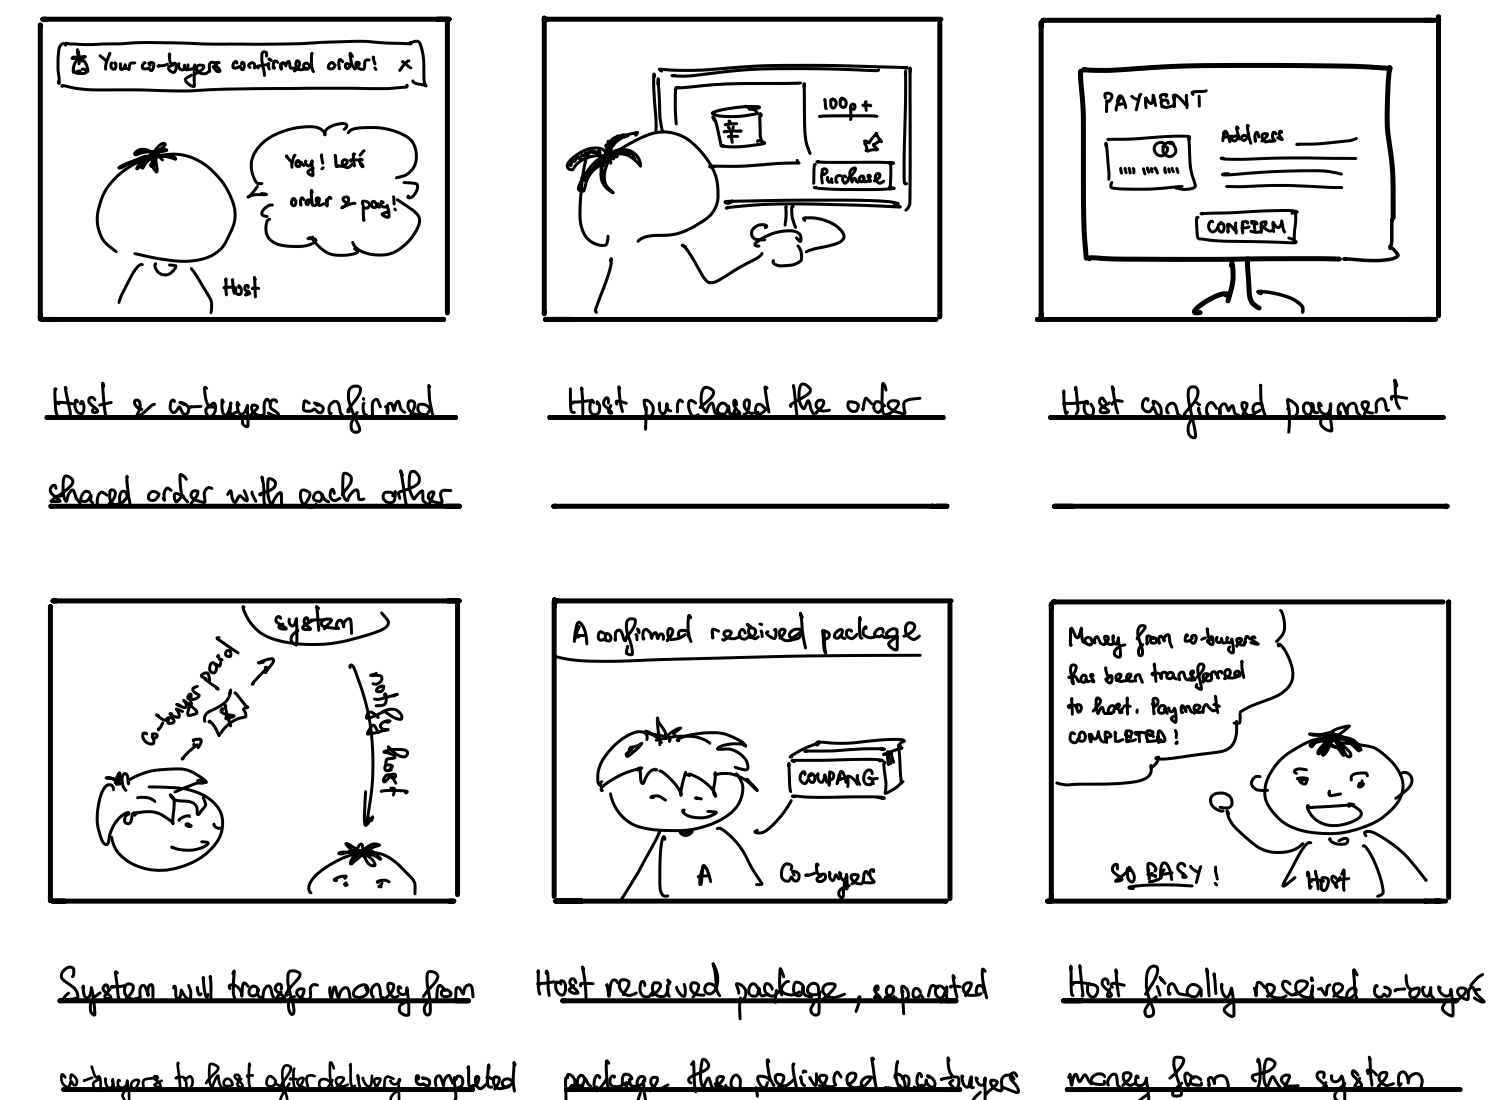 Your co-buyers confirmed order! x
Yay! Let's
order & pay!
Host
100p+
Purchase
PAYMENT
Address
CONFIRM
Host & co-buyers confirmed
shared order with each other
Host purchased the order
Host confirmed payment
system
co-buyer paid
$
notify host
A confirmed received package
COUPANG
A
Co-buyers
Money from co-buyers
has been transferred
to host. Payment
COMPLETED!
SO EASY!
Host
System will transfer money from
co-buyers to host after delivery completed
Host received package, separated
package then delivered to co-buyers
Host finally received co-buyers
money from the system